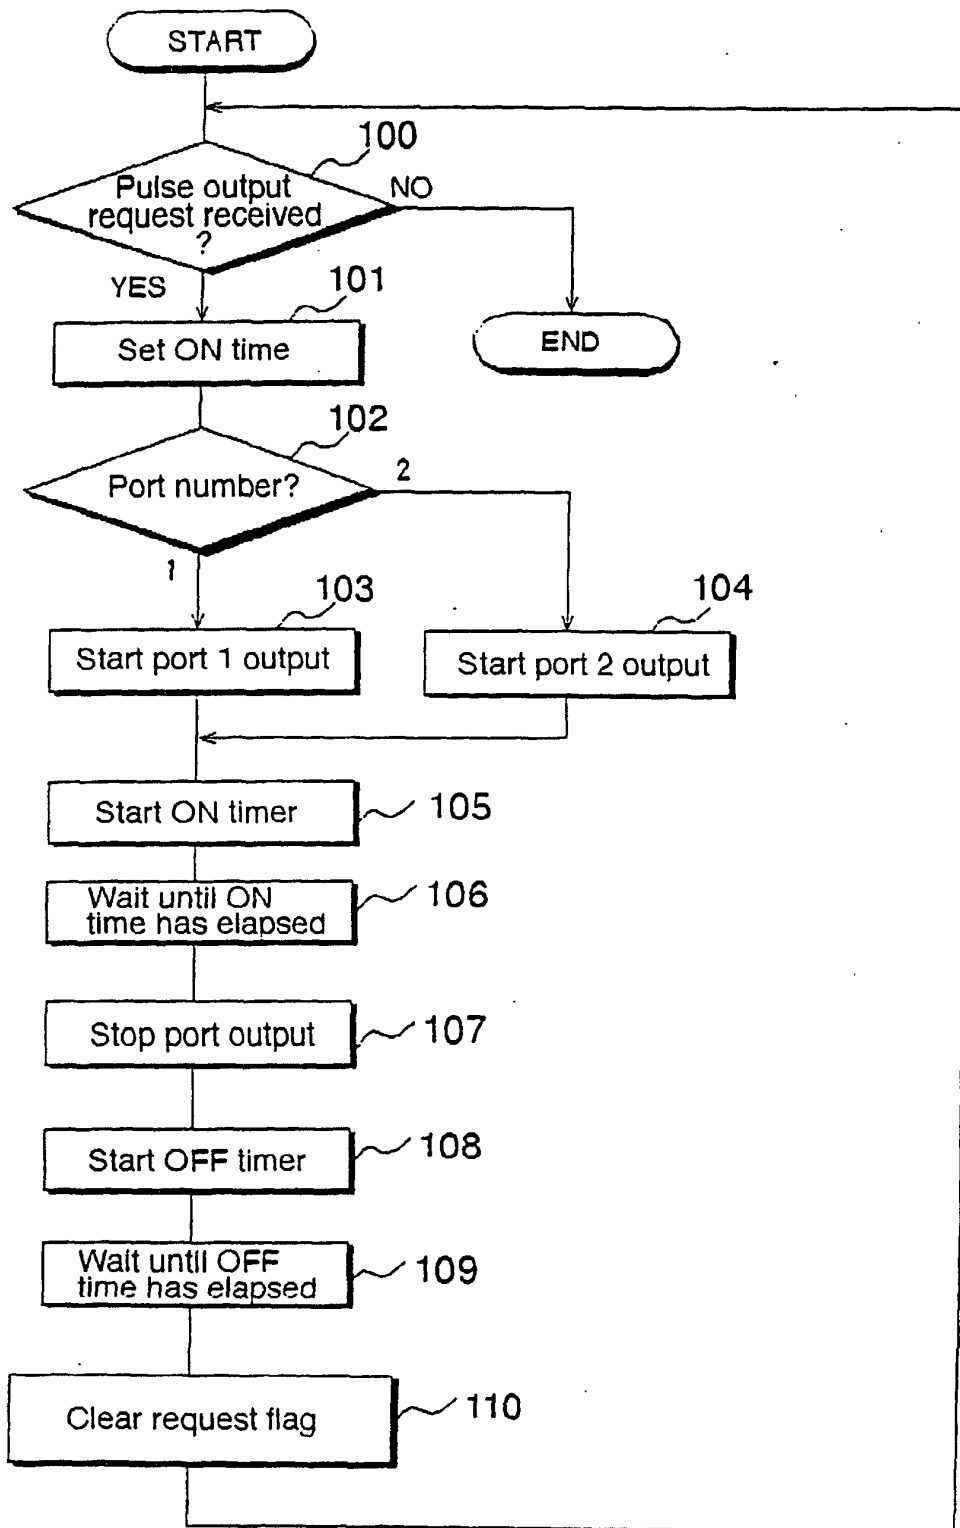 START
100
Pulse output
request received
?
NO
YES
101
Set ON time
END
102
Port number?
2
1
103
104
Start port 1 output
Start port 2 output
Start ON timer
105
Wait until ON
time has elapsed
106
Stop port output
107
Start OFF timer
108
Wait until OFF
time has elapsed
109
Clear request flag
110